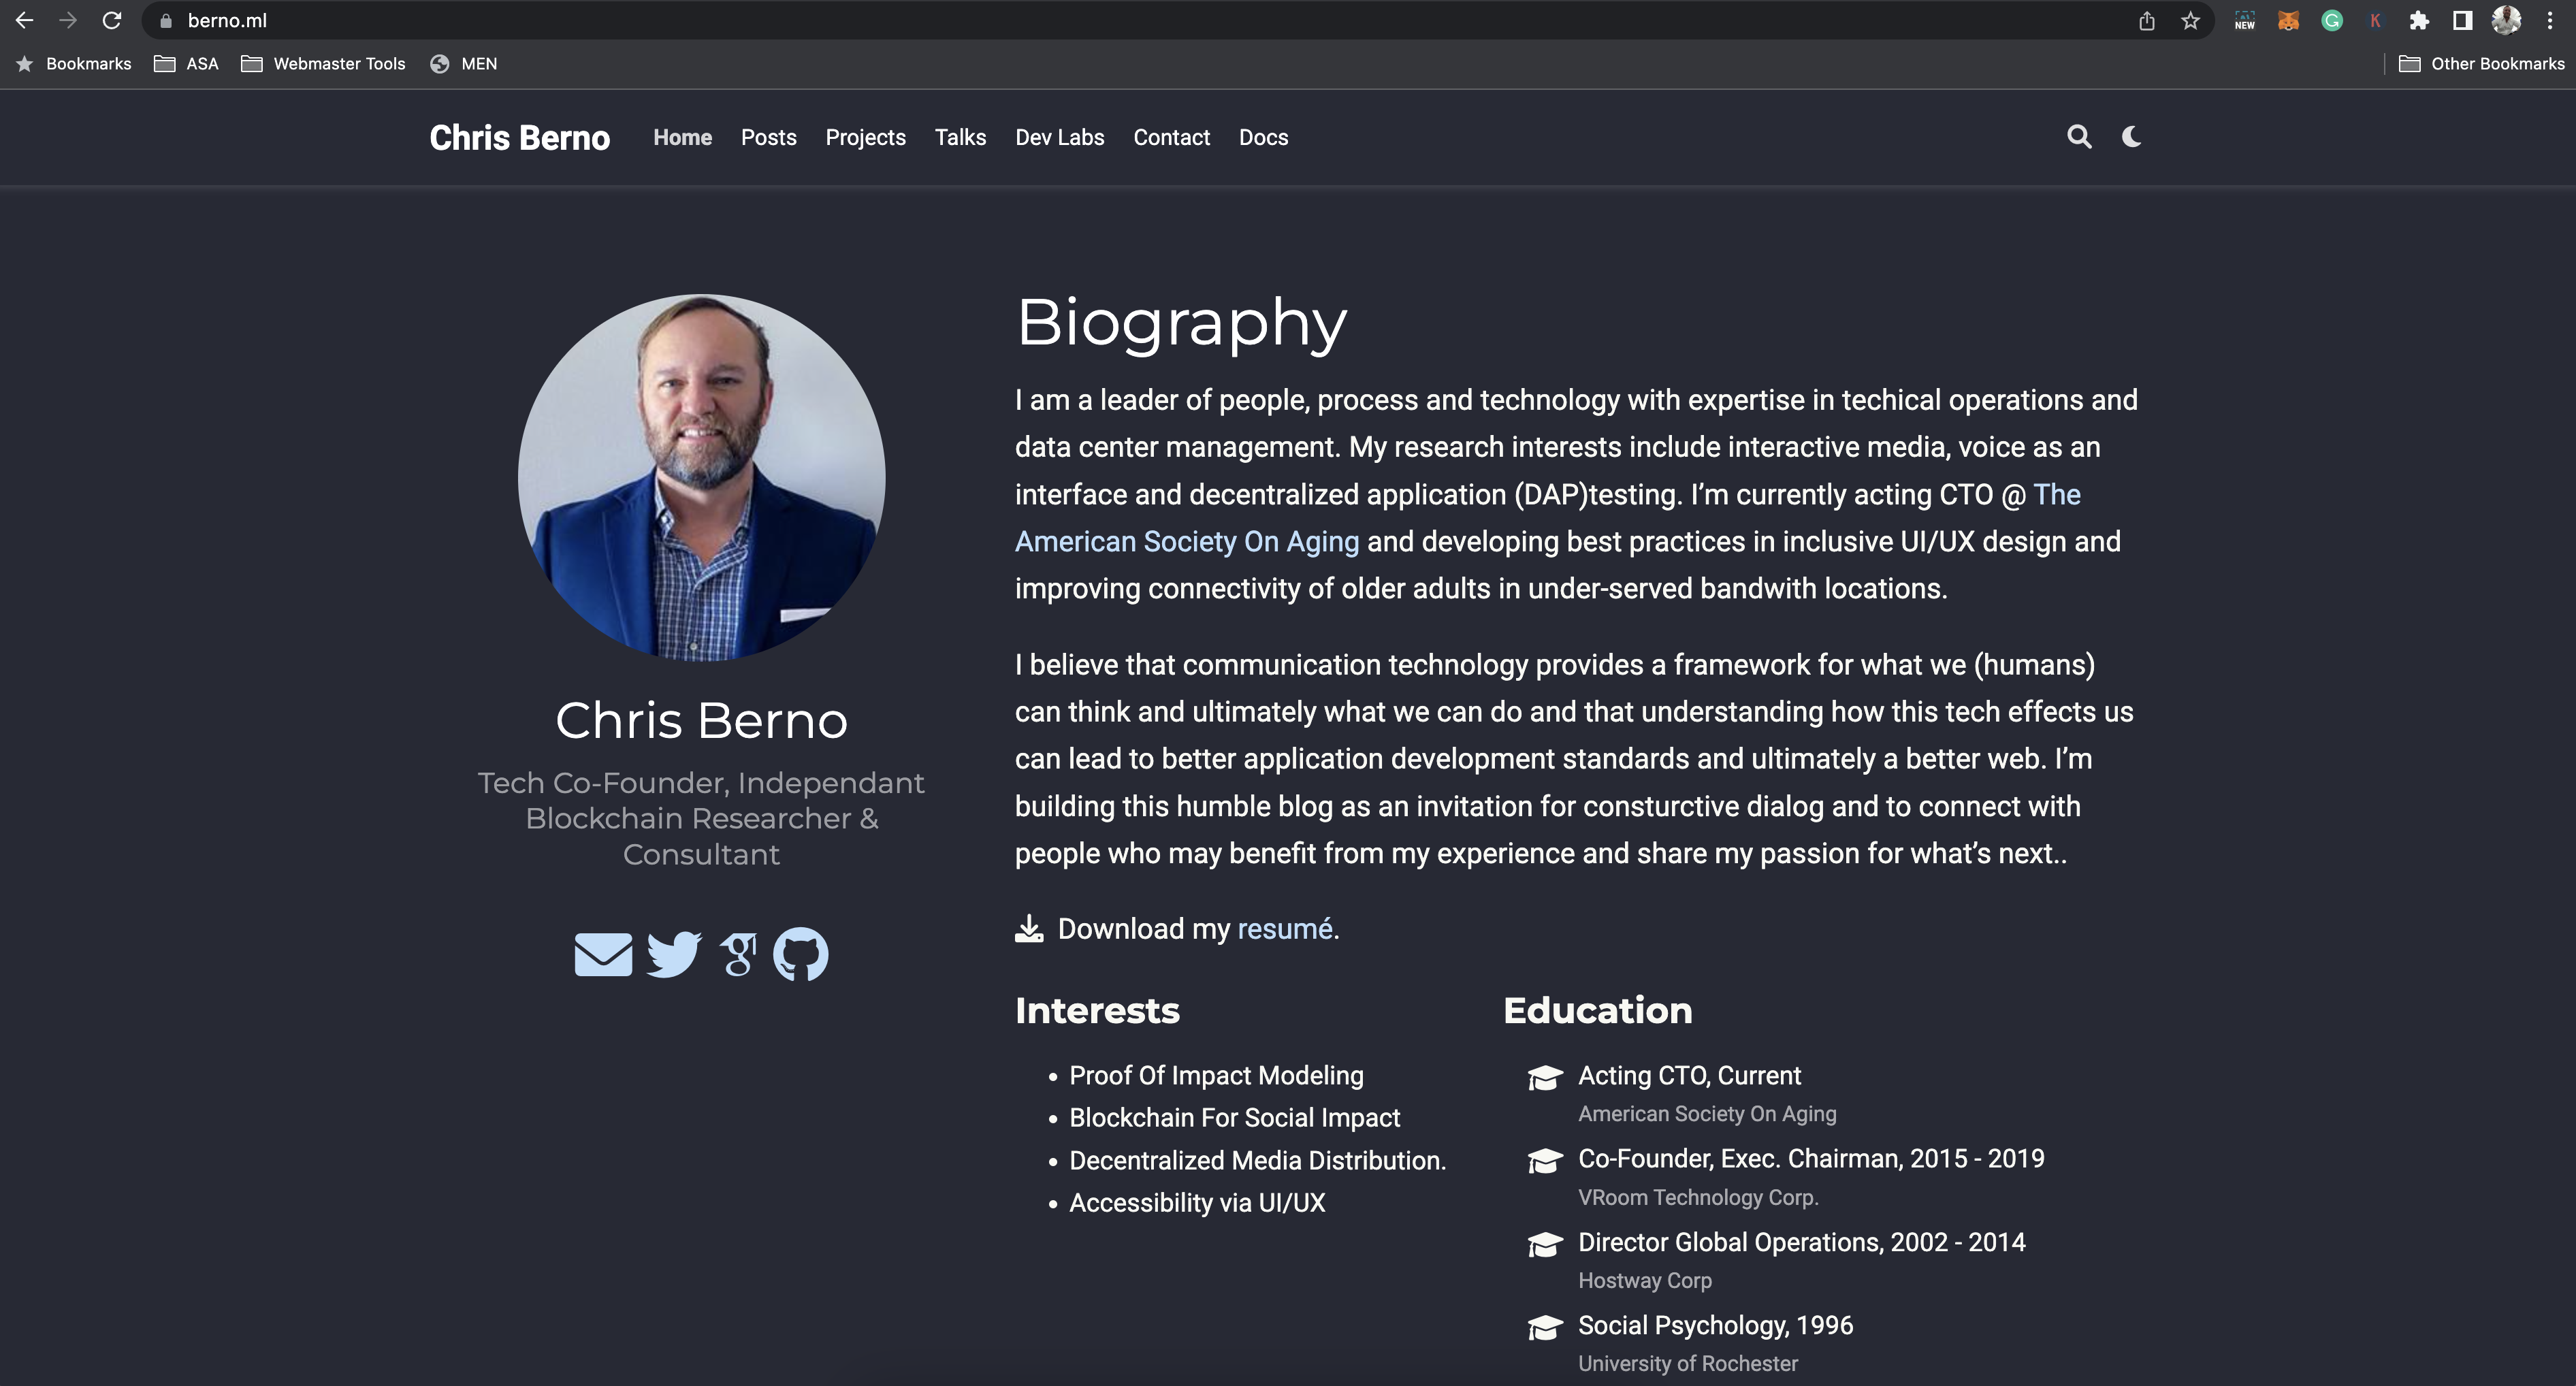 berno.ml
NEW
K
Bookmarks
ASA
Webmaster Tools
MEN
Other Bookmarks
Chris Berno
Home
Posts
Projects
Talks
Dev Labs
Contact
Docs
Chris Berno
Tech Co-Founder, Independant
Blockchain Researcher &
Consultant
Biography
I am a leader of people, process and technology with expertise in techical operations and
data center management. My research interests include interactive media, voice as an
interface and decentralized application (DAP)testing. I’m currently acting CTO @ The
American Society On Aging and developing best practices in inclusive UI/UX design and
improving connectivity of older adults in under-served bandwith locations.
I believe that communication technology provides a framework for what we (humans)
can think and ultimately what we can do and that understanding how this tech effects us
can lead to better application development standards and ultimately a better web. I’m
building this humble blog as an invitation for consturctive dialog and to connect with
people who may benefit from my experience and share my passion for what’s next..
Download my resumé.
Interests
Proof Of Impact Modeling
Blockchain For Social Impact
Decentralized Media Distribution.
Accessibility via UI/UX
Education
Acting CTO, Current
American Society On Aging
Co-Founder, Exec. Chairman, 2015 - 2019
VRoom Technology Corp.
Director Global Operations, 2002 - 2014
Hostway Corp
Social Psychology, 1996
University of Rochester